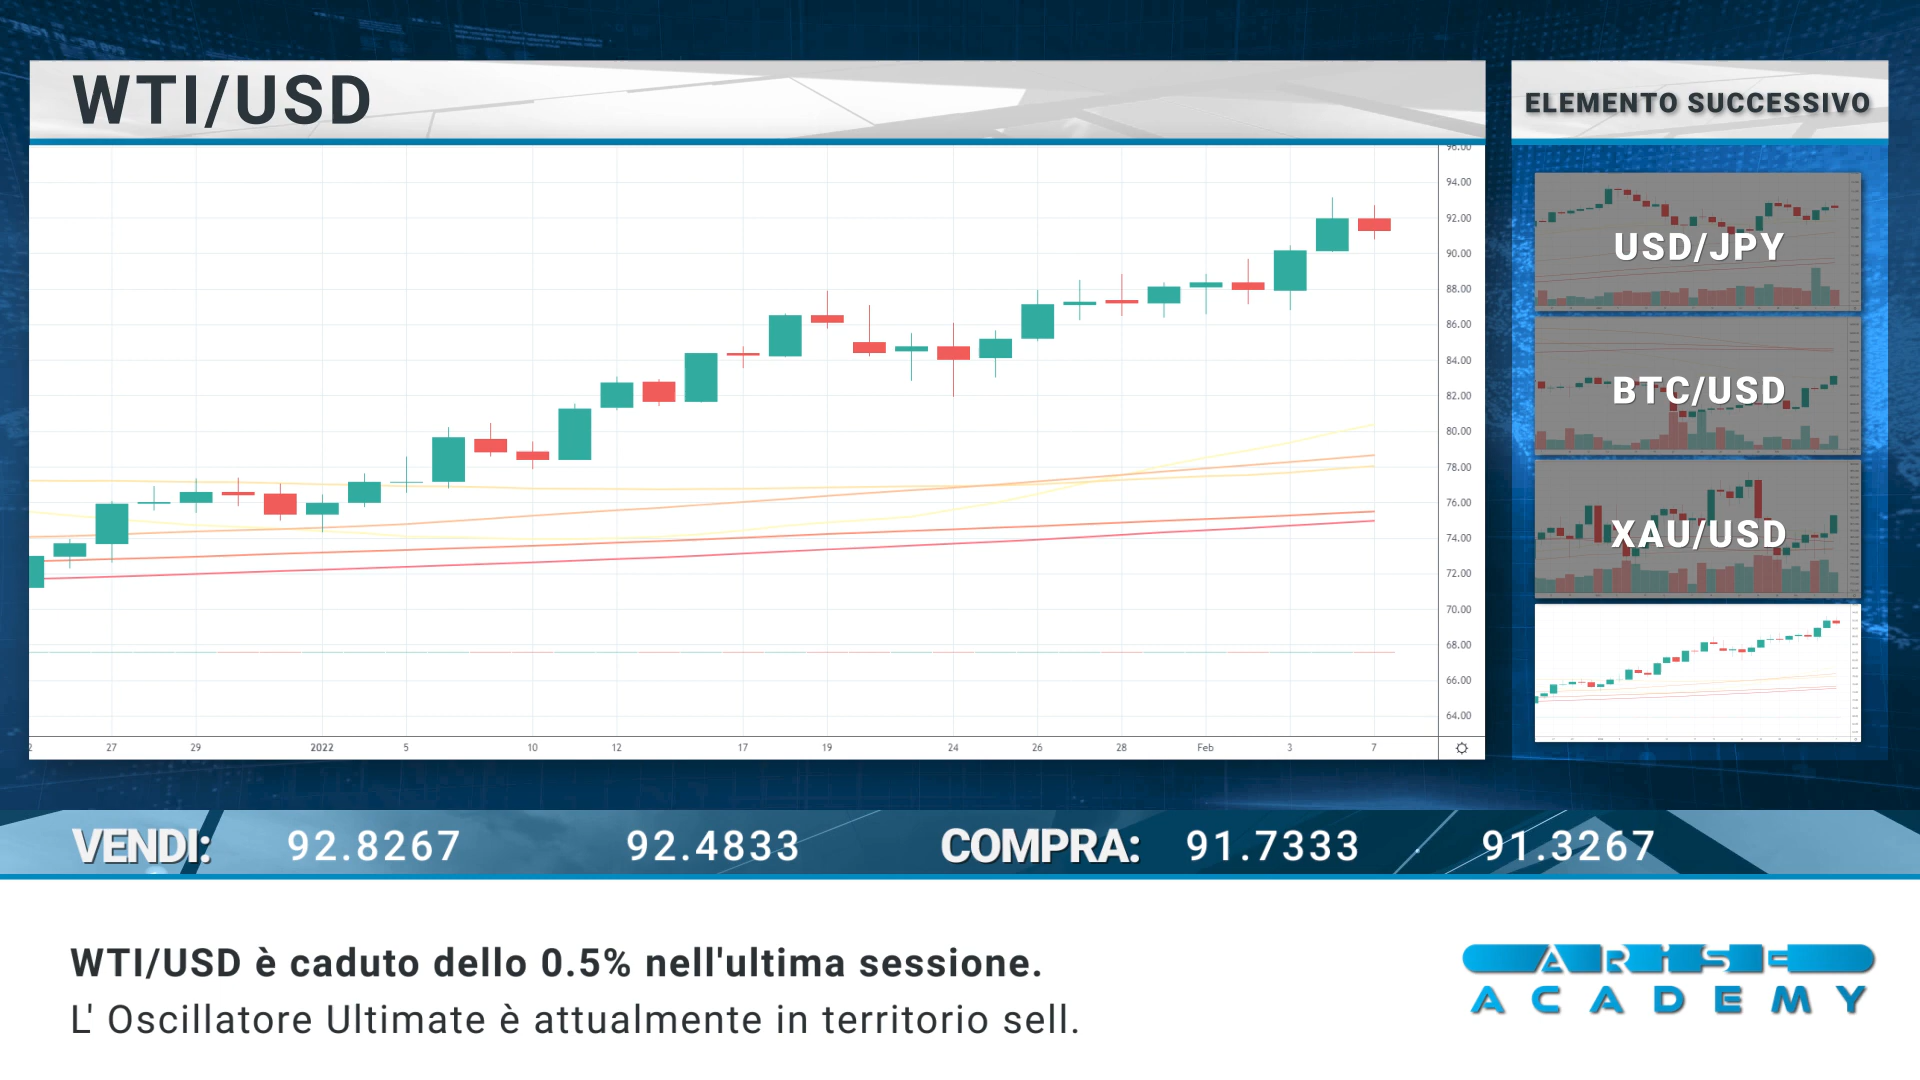 WTI/USD
ELEMENTO SUCCESSIVO
96.00
94.00
92.00
90.00
88.00
86.00
84.00
82.00
80.00
78.00
76.00
74.00
72.00
70.00
68.00
66.00
64.00
2 27 29 2022 5 10 12 17 19 24 26 28 Feb 3 7
USD/JPY
BTC/USD
XAU/USD
VENDI: 92.8267 92.4833 COMPRA: 91.7333 91.3267
WTI/USD è caduto dello 0.5% nell'ultima sessione.
L' Oscillatore Ultimate è attualmente in territorio sell.
ARISE
ACADEMY